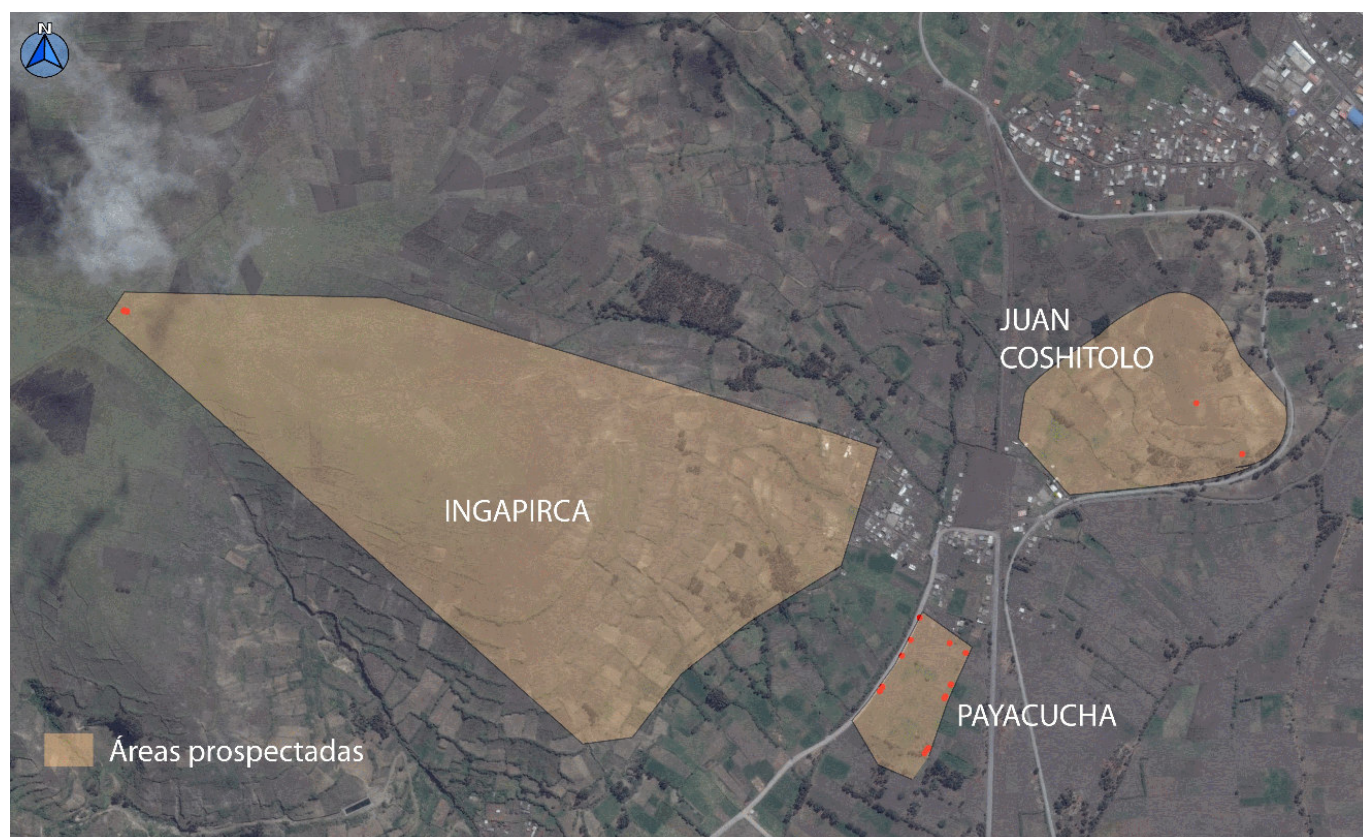 N
JUAN
COSHITOLO
INGAPIRCA
PAYACUCHA
Áreas prospectadas